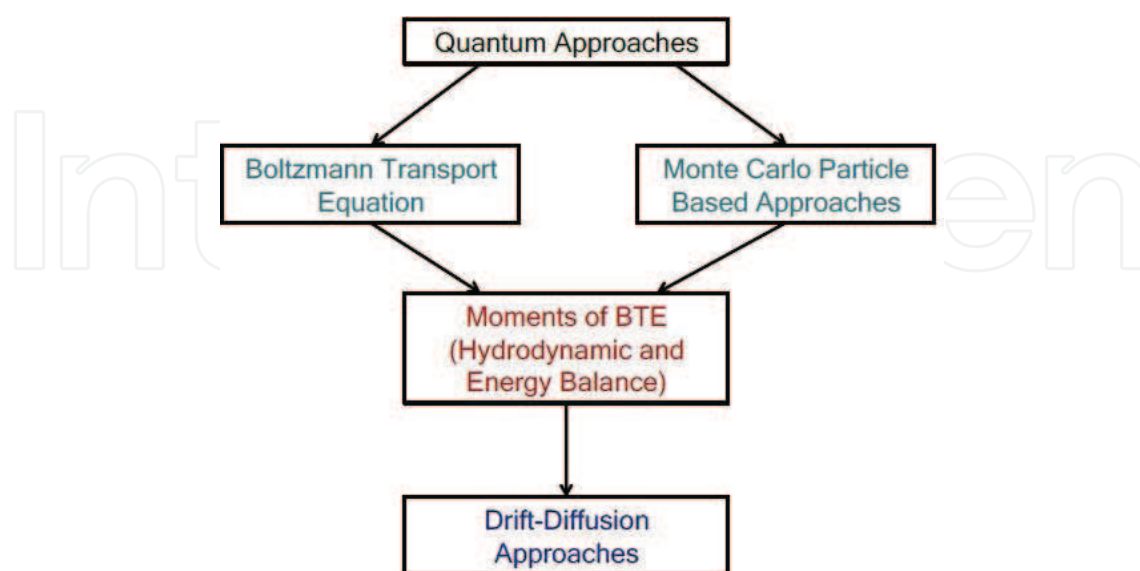 Quantum Approaches
Boltzmann Transport
Equation
Monte Carlo Particle
Based Approaches
Moments of BTE
(Hydrodynamic and
Energy Balance)
Drift-Diffusion
Approaches